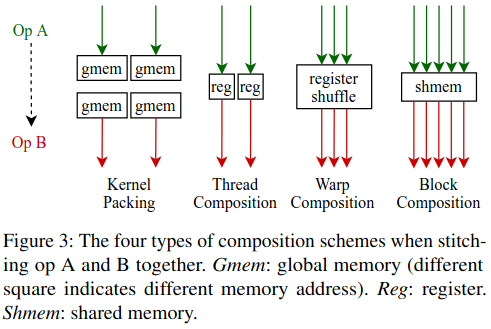 Op A
Op B
gmem gmem
gmem gmem
reg reg
register
shuffle
shmem
Kernel
Packing
Thread
Composition
Warp
Composition
Block
Composition
Figure 3: The four types of composition schemes when stitch-
ing op A and B together. Gmem: global memory (different
square indicates different memory address). Reg: register.
Shmem: shared memory.